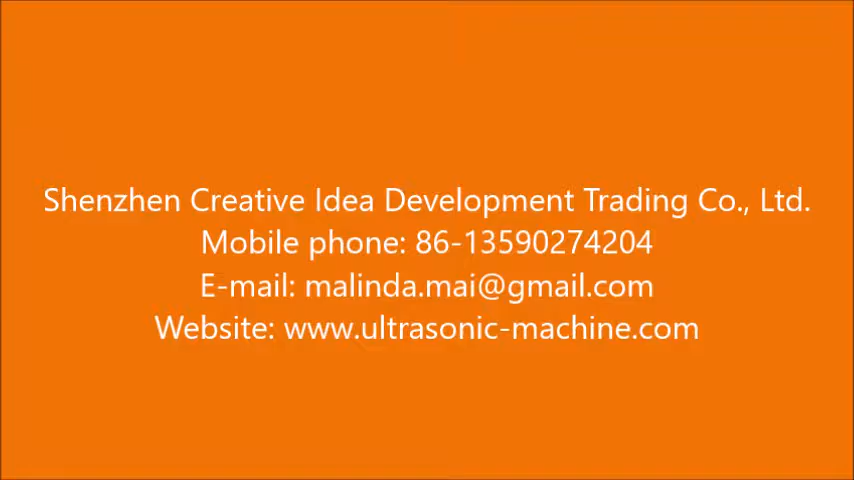 Shenzhen Creative Idea Development Trading Co., Ltd.
Mobile phone: 86-13590274204
E-mail: malinda.mai@gmail.com
Website: www.ultrasonic-machine.com